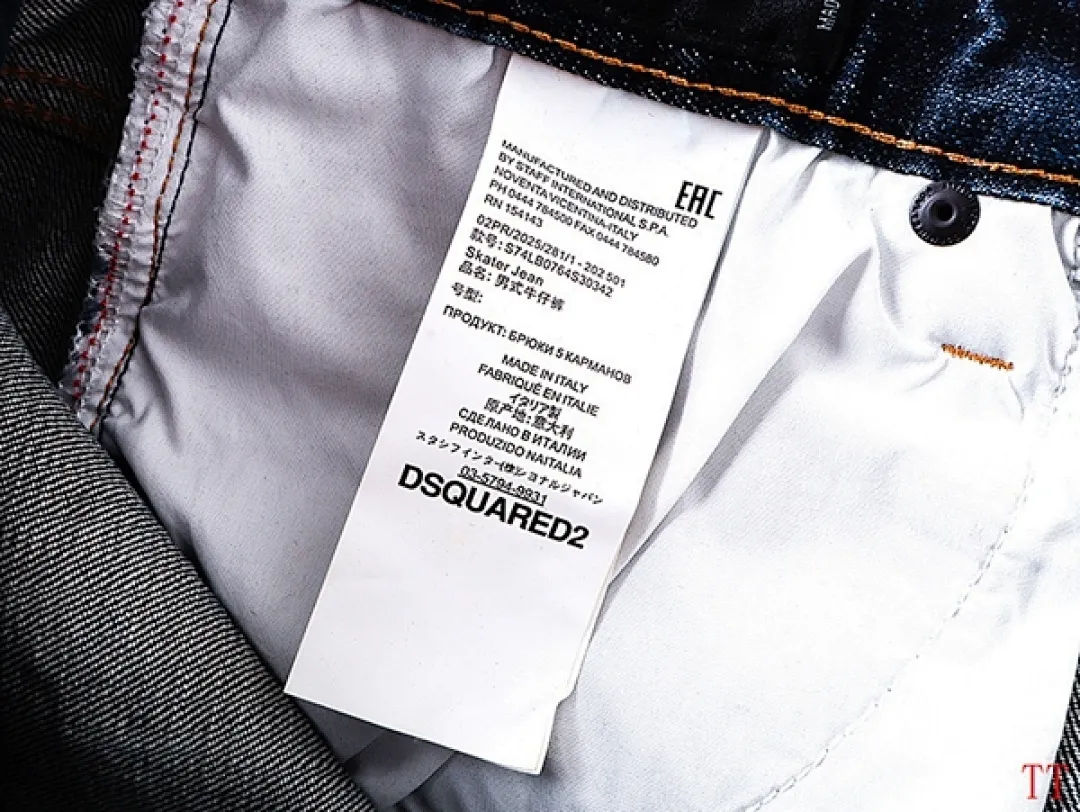 MAD
EAC
MANUFACTURED AND DISTRIBUTED
BY STAFF INTERNATIONAL S.P.A.
NOVENTA VICENTINA-ITALY
PH 0444 784500 FAX 0444 784580
RN 154143
02PR/2025/281/1 - 202 501
款号: S74LB0764S30342
Skater Jean
品名: 男式牛仔裤
号型:
ПРОДУКТ: БРЮКИ 5 КАРМАНОВ
MADE IN ITALY
FABRIQUÉ EN ITALIE
イタリア製
原产地: 意大利
СДЕЛАНО В ИТАЛИИ
PRODUZIDO NAITALIA
スタッフインターナショナルジャパン
03-5794-9931
DSQUARED2
TT